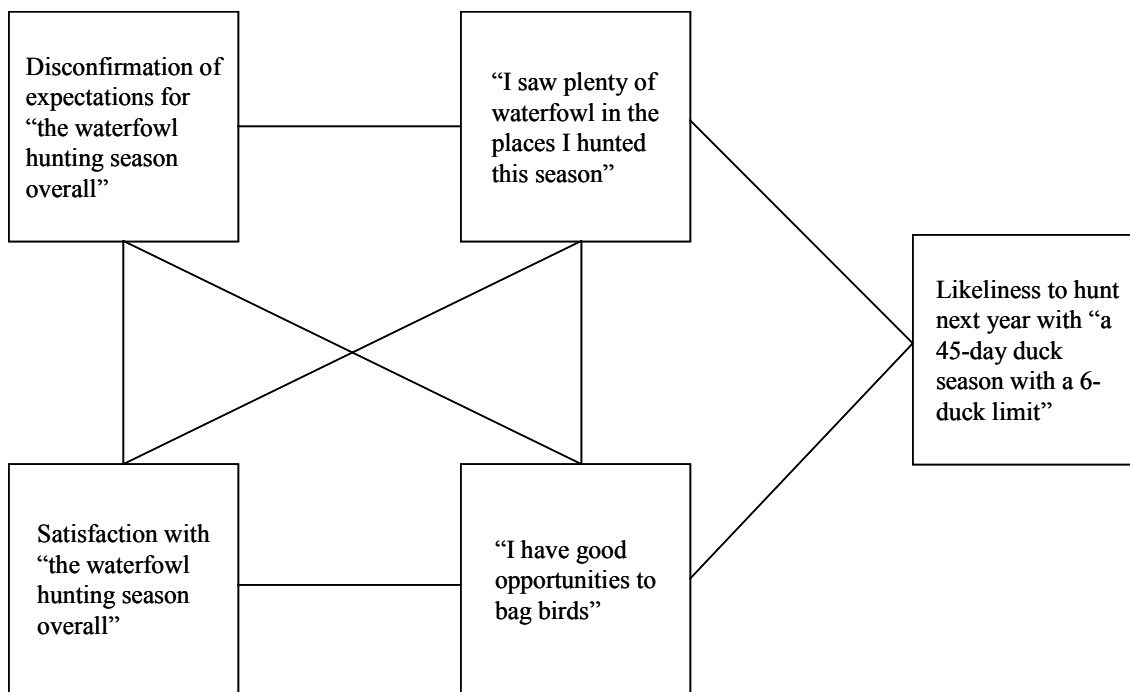 Disconfirmation of
expectations for
“the waterfowl
hunting season
overall”
“I saw plenty of
waterfowl in the
places I hunted
this season”
Likeliness to hunt
next year with “a
45-day duck
season with a 6-
duck limit”
Satisfaction with
“the waterfowl
hunting season
overall”
“I have good
opportunities to
bag birds”